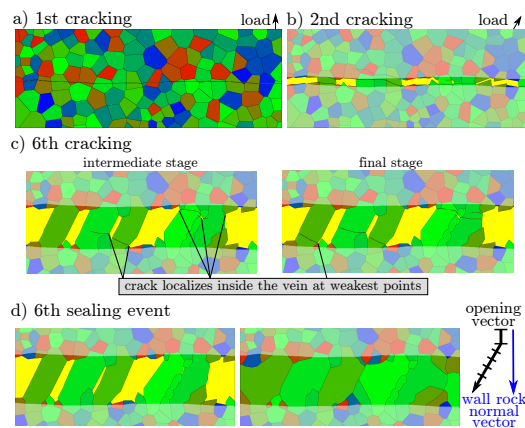 a) 1st cracking
load
b) 2nd cracking
load
c) 6th cracking
intermediate stage
final stage
crack localizes inside the vein at weakest points
d) 6th sealing event
opening
vector
wall rock
normal
vector